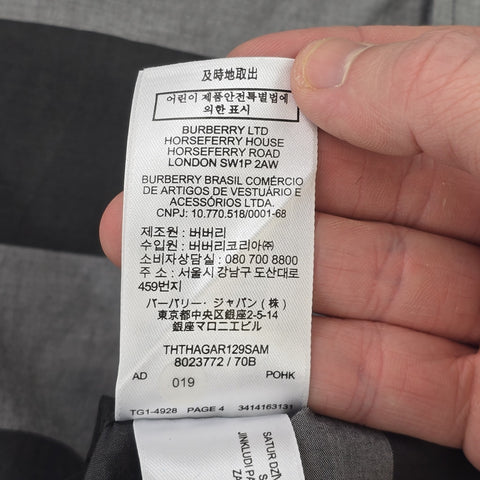 及時地取出
어린이 제품안전특별법에
의한 표시
BURBERRY LTD
HORSEFERRY HOUSE
HORSEFERRY ROAD
LONDON SW1P 2AW
BURBERRY BRASIL COMÉRCIO
DE ARTIGOS DE VESTUÁRIO E
ACESSÓRIOS LTDA.
CNPJ: 10.770.518/0001-68
제조원 : 버버리
수입원 : 버버리코리아㈜
소비자상담실 : 080 700 8800
주 소 : 서울시 강남구 도산대로
459번지
バーバリー・ジャパン(株)
東京都中央区銀座2-5-14
銀座マロニエビル
THTHAGAR129SAM
8023772 / 70B
AD 019 POHK
TG1-4928 PAGE 4 3414163131
SATUR DZĪV
JINKLUDI PA